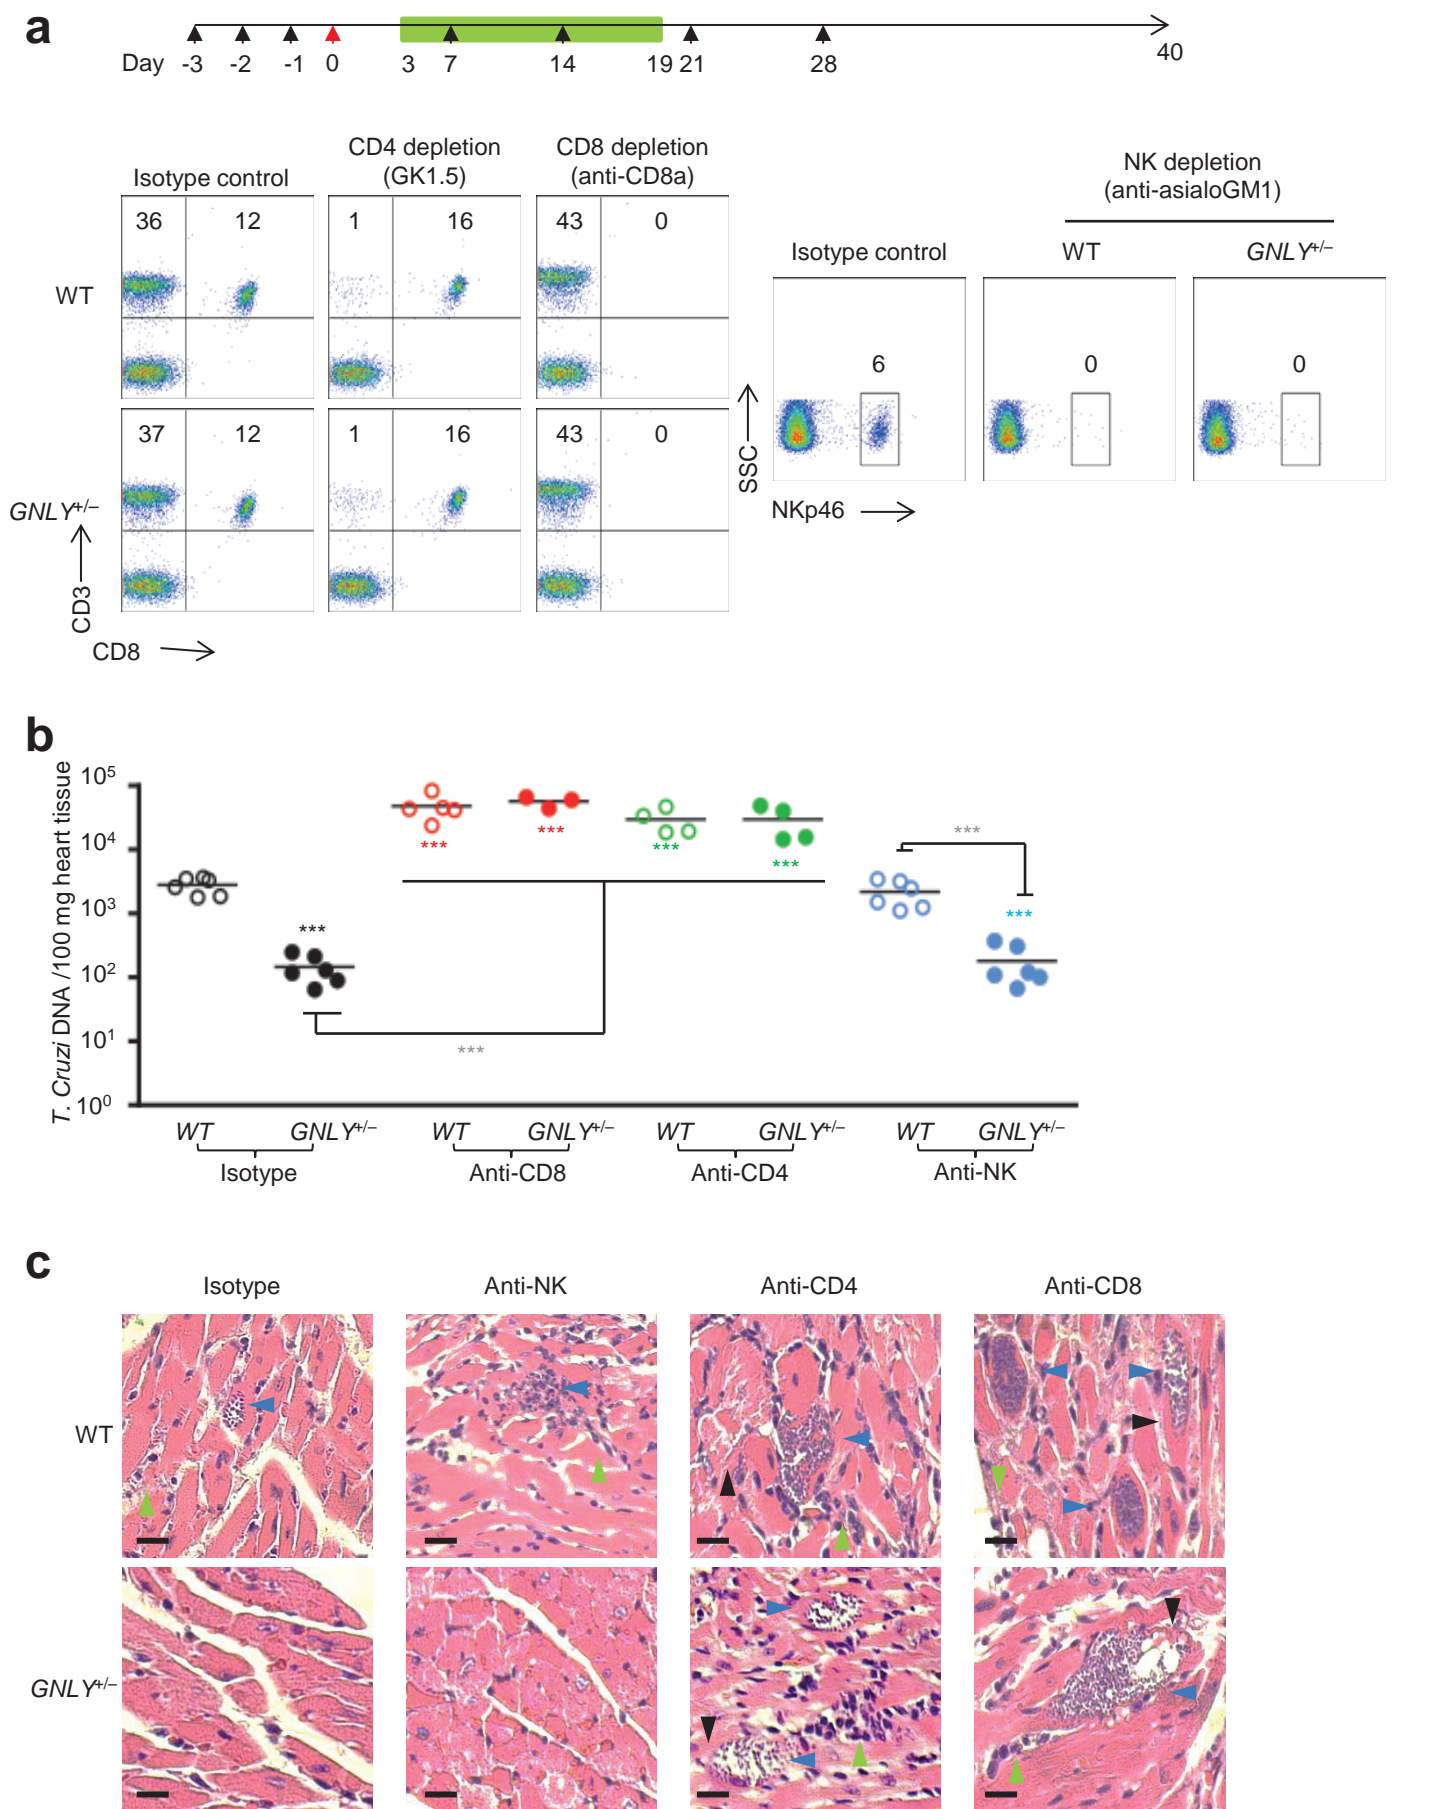 a
Day -3 -2 -1 0 3 7 14 19 21 28 40
Isotype control
CD4 depletion
(GK1.5)
CD8 depletion
(anti-CD8a)
WT
36 12
1 16
43 0
GNLY+/–
37 12
1 16
43 0
CD3
CD8
NK depletion
(anti-asialoGM1)
Isotype control
WT
GNLY+/–
6
0
0
SSC
NKp46
b
T. Cruzi DNA /100 mg heart tissue
10^5
10^4
10^3
10^2
10^1
10^0
***
***
***
***
***
***
***
***
WT GNLY+/– WT GNLY+/– WT GNLY+/– WT GNLY+/–
Isotype Anti-CD8 Anti-CD4 Anti-NK
c
Isotype Anti-NK Anti-CD4 Anti-CD8
WT
GNLY+/–